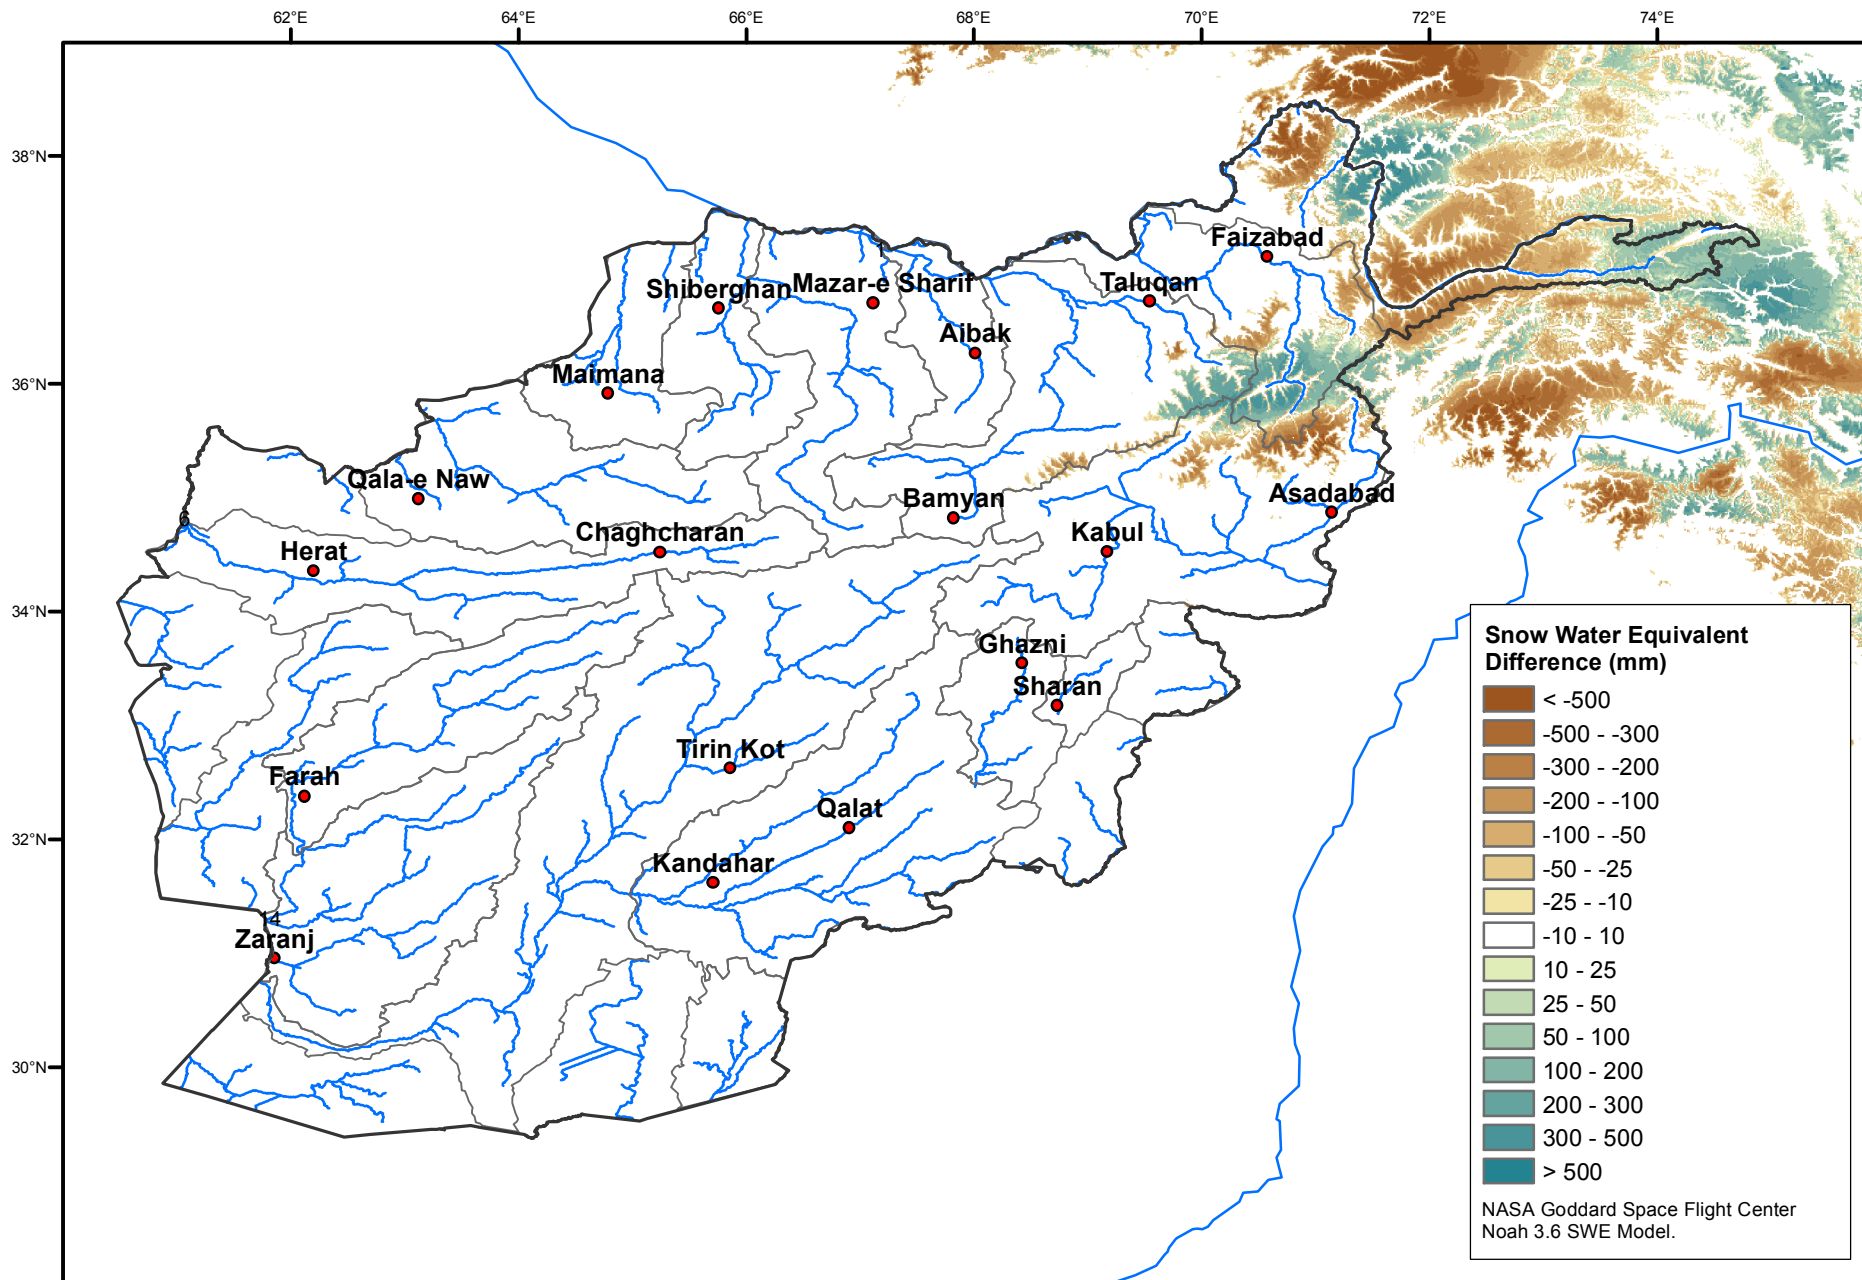 62°E 64°E 66°E 68°E 70°E 72°E 74°E
38°N
Faizabad
Shiberghan Mazar-e Sharif Taluqan
Aibak
36°N
Maimana
Qala-e Naw
Bamyan Asadabad
6
Herat Chaghcharan Kabul
34°N
Ghazni
Sharan
Tirin Kot
Farah
Qalat
32°N
Kandahar
14
Zaranj
30°N
Snow Water Equivalent
Difference (mm)
< -500
-500 - -300
-300 - -200
-200 - -100
-100 - -50
-50 - -25
-25 - -10
-10 - 10
10 - 25
25 - 50
50 - 100
100 - 200
200 - 300
300 - 500
> 500
NASA Goddard Space Flight Center
Noah 3.6 SWE Model.